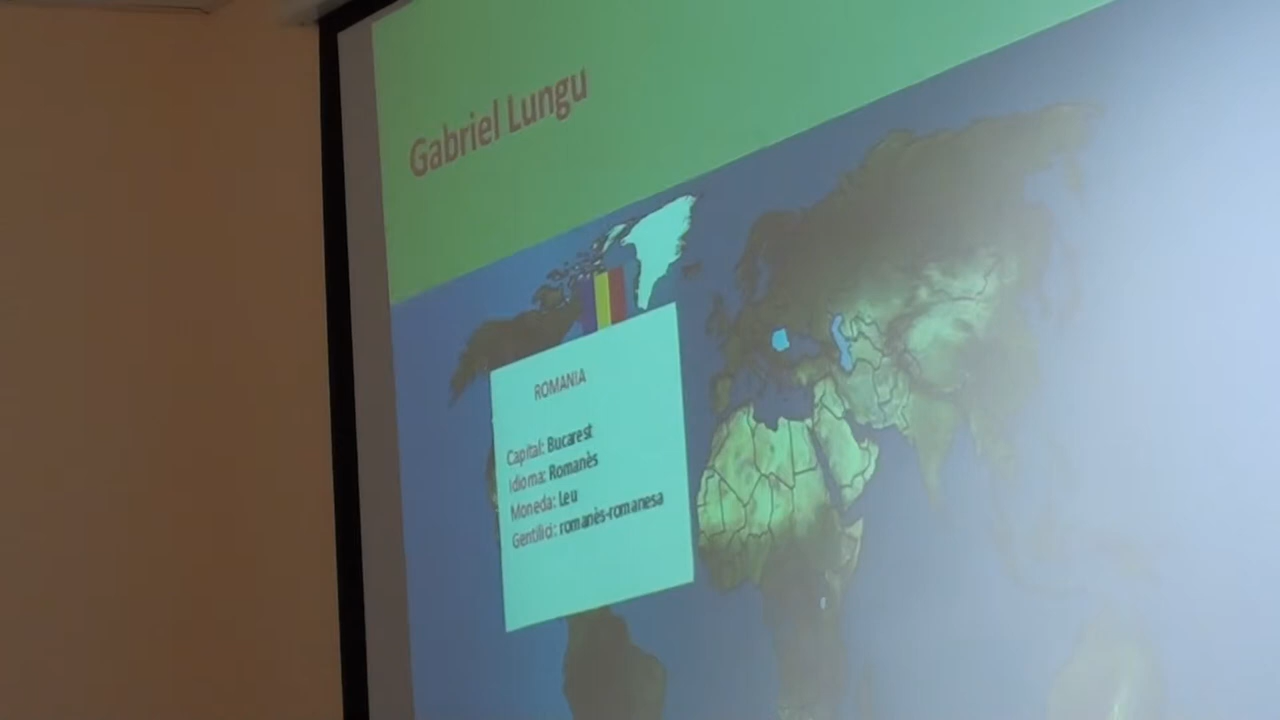 Gabriel Lungu
ROMANIA
Capital: Bucarest
Idioma: Romanès
Moneda: Leu
Gentilici: romanès-romanesa